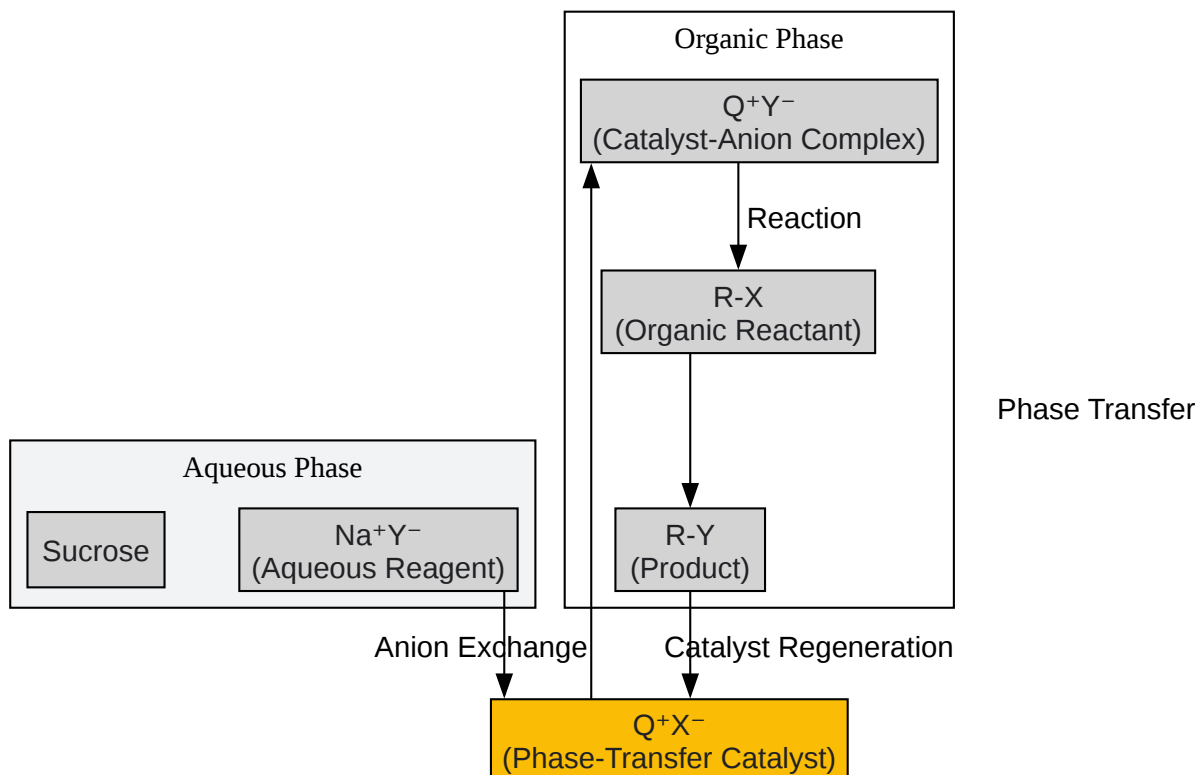 Organic Phase
Q⁺Y⁻
(Catalyst-Anion Complex)
Reaction
R-X
(Organic Reactant)
Phase Transfer
Aqueous Phase
Sucrose
Na⁺Y⁻
(Aqueous Reagent)
R-Y
(Product)
Anion Exchange
Catalyst Regeneration
Q⁺X⁻
(Phase-Transfer Catalyst)